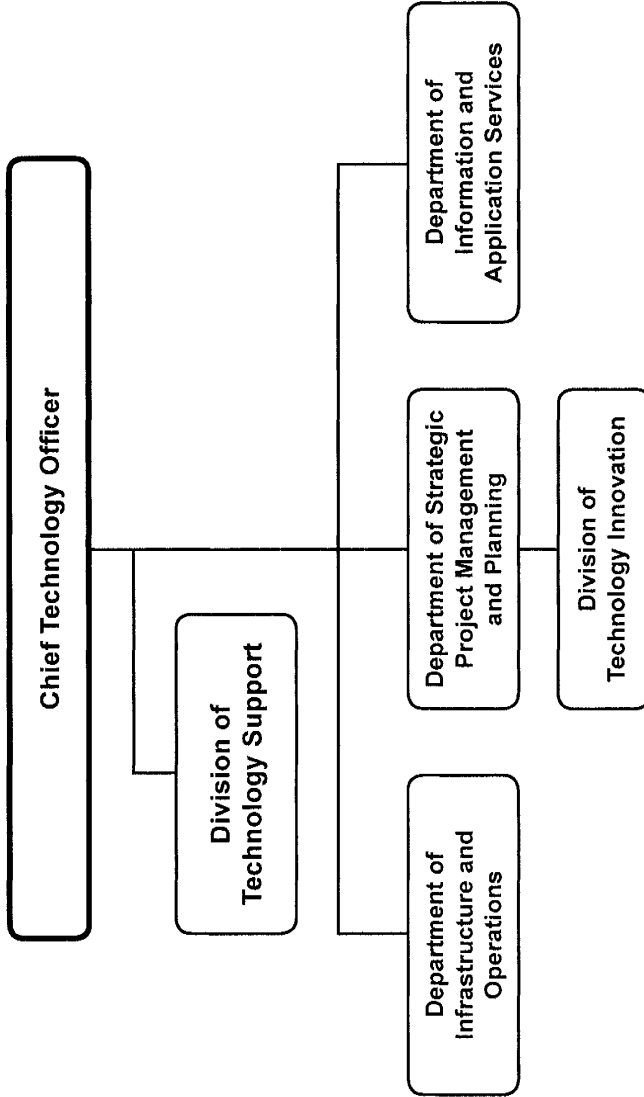 Chief Technology Officer
Division of
Technology Support
Department of
Infrastructure and
Operations
Department of Strategic
Project Management
and Planning
Department of
Information and
Application Services
Division of
Technology Innovation